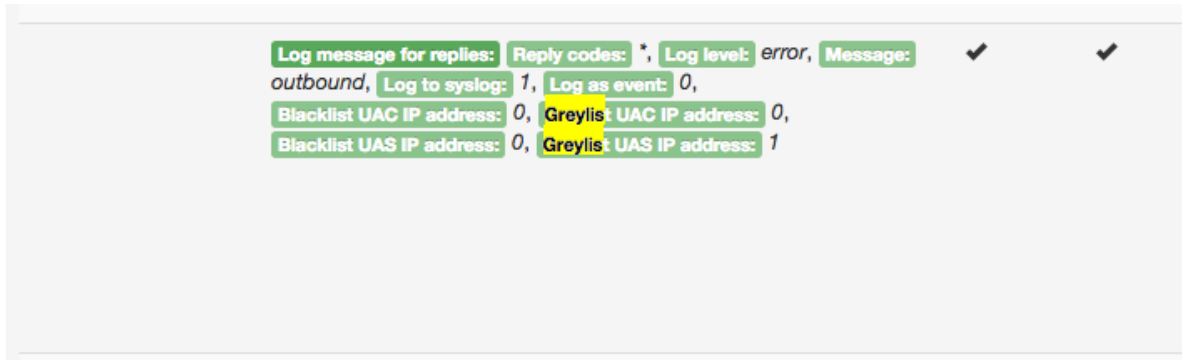 Log message for replies: Reply codes: *, Log level: error, Message:
outbound, Log to syslog: 1, Log as event: 0,
Blacklist UAC IP address: 0, Greylist UAC IP address: 0,
Blacklist UAS IP address: 0, Greylist UAS IP address: 1